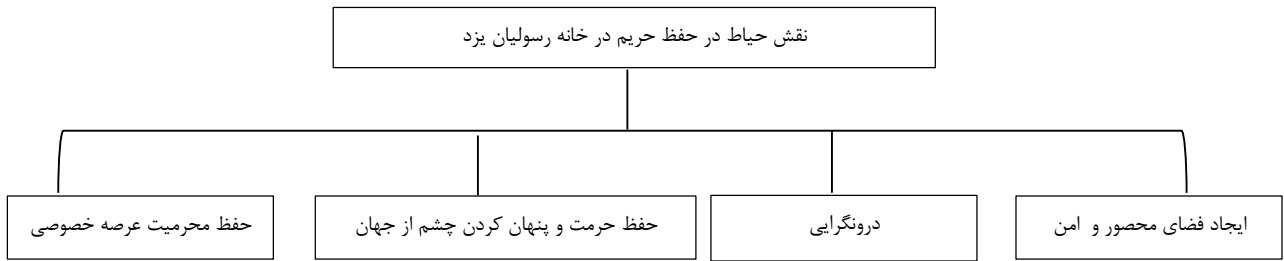 نقش حیاط در حفظ حریم در خانه رسولیان یزد
ایجاد فضای محصور و امن
درونگرایی
حفظ حرمت و پنهان کردن چشم از جهان
حفظ محرمیت عرصه خصوصی